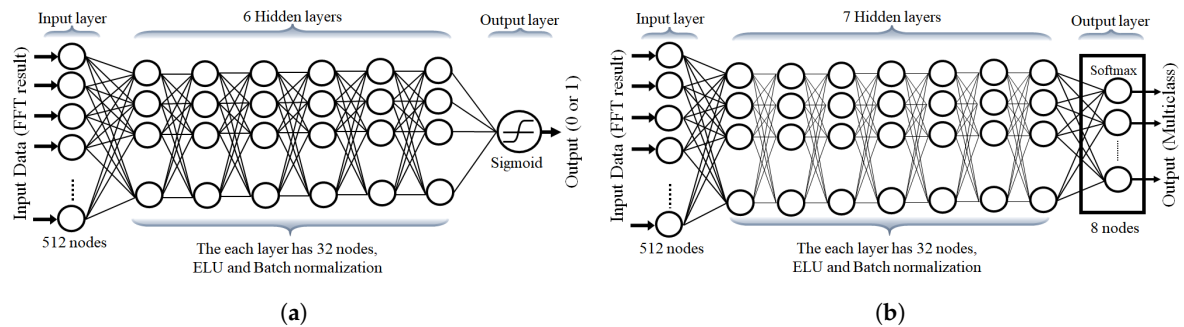 Input layer
6 Hidden layers
Output layer
Input Data (FFT result)
Sigmoid
Output (0 or 1)
512 nodes
The each layer has 32 nodes,
ELU and Batch normalization
(a)
Input layer
7 Hidden layers
Output layer
Input Data (FFT result)
Softmax
Output (Multiclass)
512 nodes
8 nodes
The each layer has 32 nodes,
ELU and Batch normalization
(b)